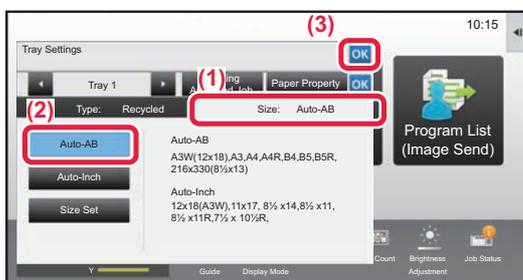 10:15
(3)
Tray Settings
OK
Tray 1
(1)
Paper Property
OK
(2)
Type: Recycled
Size: Auto-AB
Auto-AB
Auto-Inch
Size Set
Auto-AB
A3W(12x18),A3,A4,A4R,B4,B5,B5R,
216x330(8½x13)
Auto-Inch
12x18(A3W),11x17, 8½ x14,8½ x11,
8½ x11R,7½ x 10½R,
Program List
(Image Send)
Y
Guide
Display Mode
Count
Brightness
Adjustment
Job Status